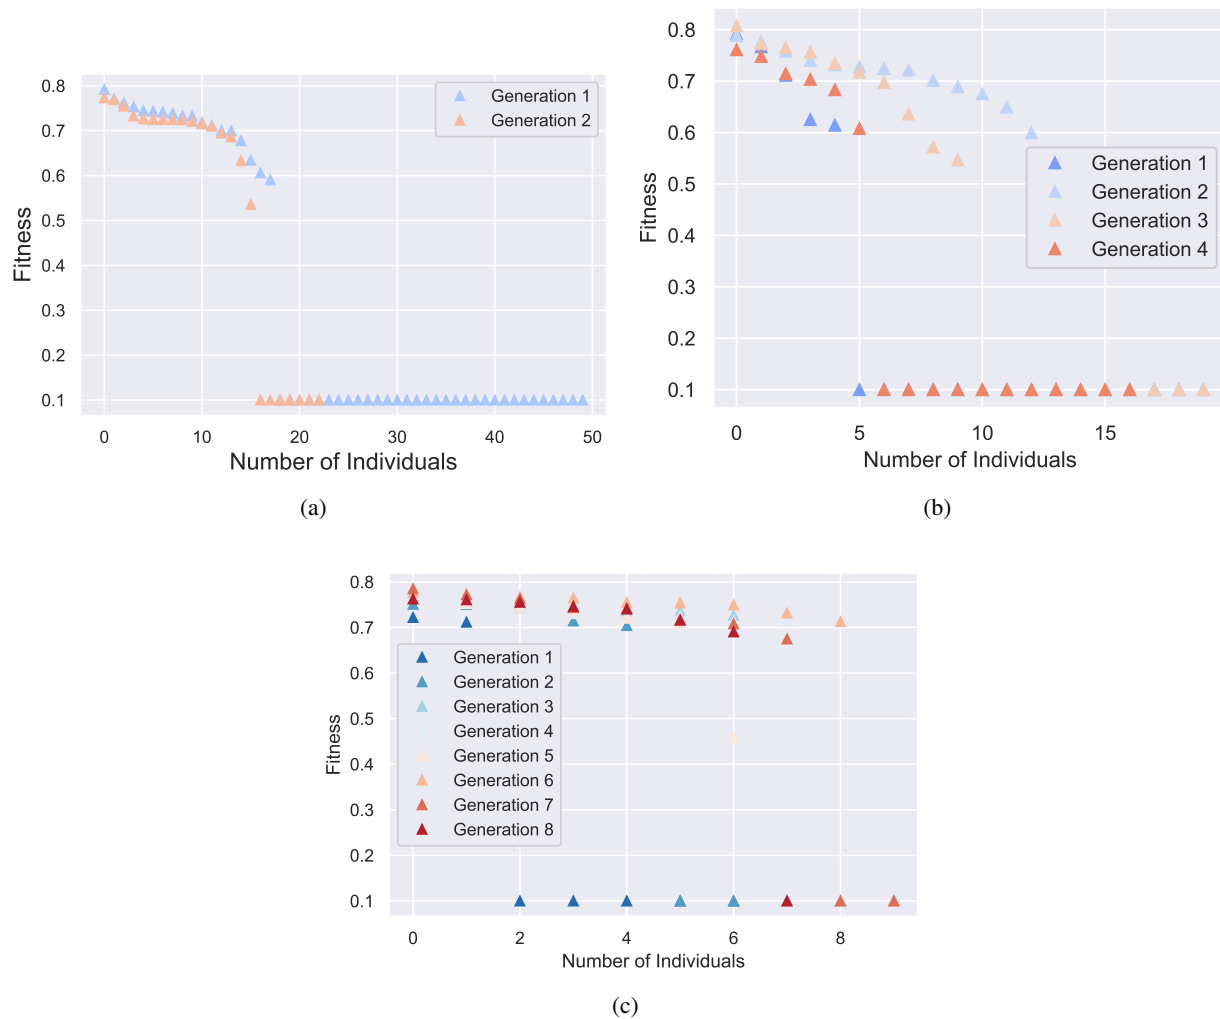 0.8
0.7
0.6
0.5
0.4
0.3
0.2
0.1
Fitness
0 10 20 30 40 50
Number of Individuals
Generation 1
Generation 2
(a)
0.8
0.7
0.6
0.5
0.4
0.3
0.2
0.1
Fitness
0 5 10 15
Number of Individuals
Generation 1
Generation 2
Generation 3
Generation 4
(b)
0.8
0.7
0.6
0.5
0.4
0.3
0.2
0.1
Fitness
0 2 4 6 8
Number of Individuals
Generation 1
Generation 2
Generation 3
Generation 4
Generation 5
Generation 6
Generation 7
Generation 8
(c)